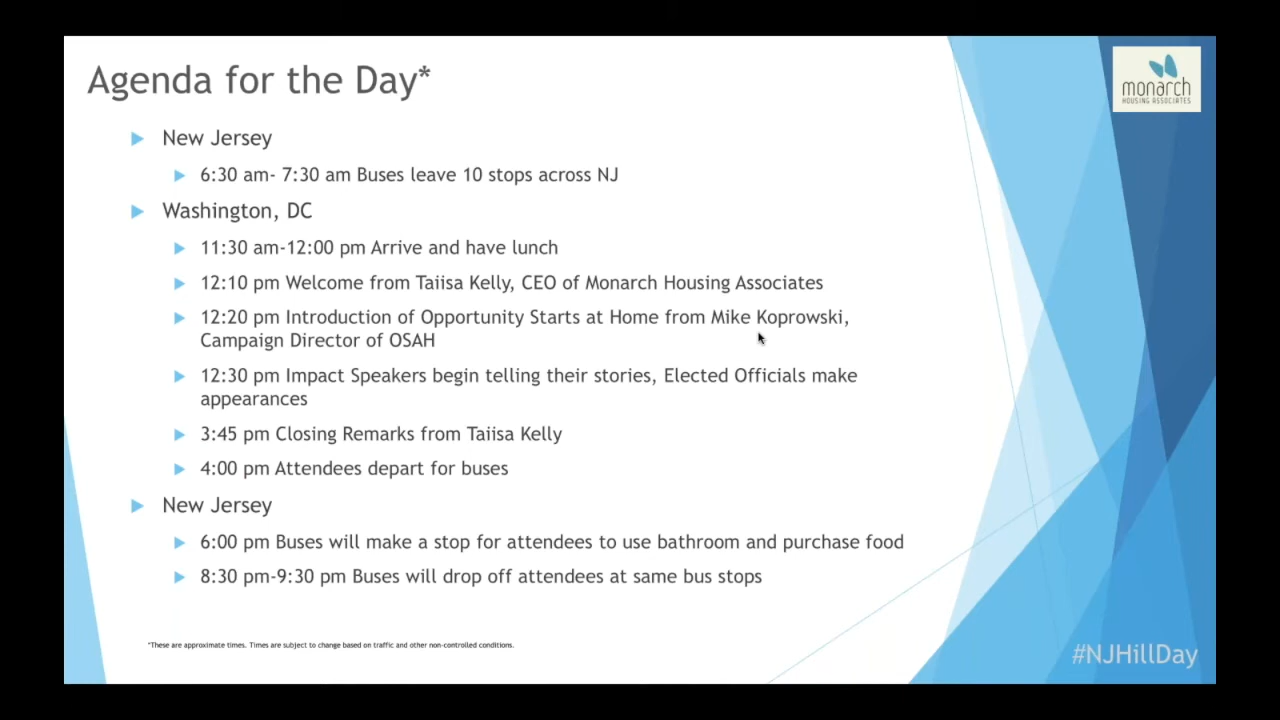 Agenda for the Day*
monarch
HOUSING ASSOCIATES
New Jersey
6:30 am- 7:30 am Buses leave 10 stops across NJ
Washington, DC
11:30 am-12:00 pm Arrive and have lunch
12:10 pm Welcome from Taiisa Kelly, CEO of Monarch Housing Associates
12:20 pm Introduction of Opportunity Starts at Home from Mike Koprowski,
Campaign Director of OSAH
12:30 pm Impact Speakers begin telling their stories, Elected Officials make
appearances
3:45 pm Closing Remarks from Taiisa Kelly
4:00 pm Attendees depart for buses
New Jersey
6:00 pm Buses will make a stop for attendees to use bathroom and purchase food
8:30 pm-9:30 pm Buses will drop off attendees at same bus stops
*These are approximate times. Times are subject to change based on traffic and other non-controlled conditions.
#NJHillDay